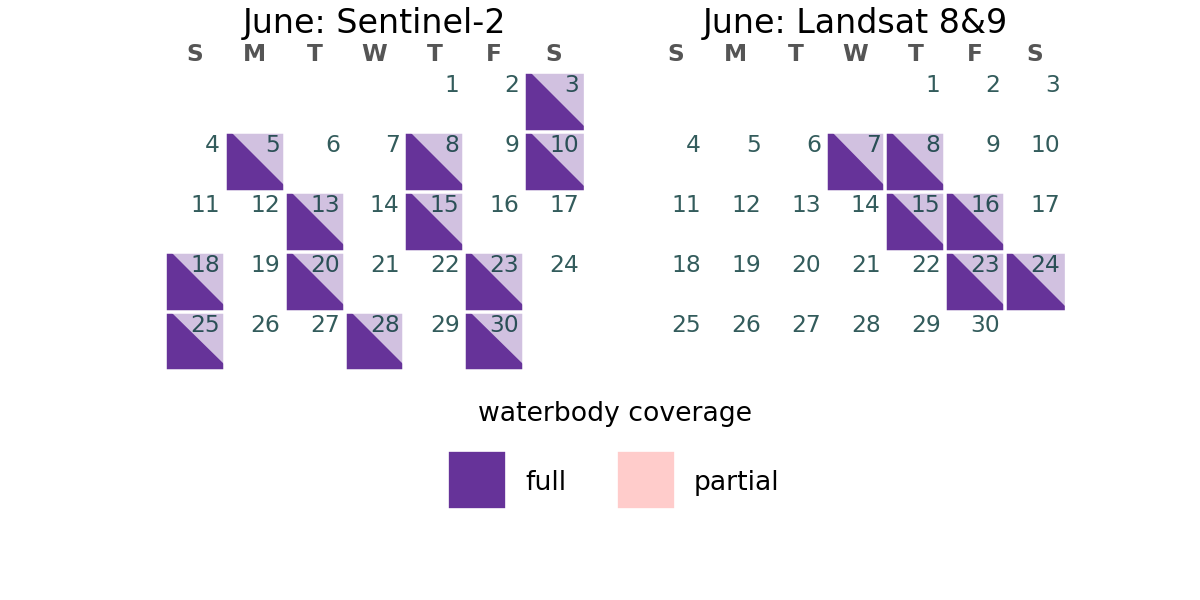 June: Sentinel-2
S M T W T F S
1 2 3
4 5 6 7 8 9 10
11 12 13 14 15 16 17
18 19 20 21 22 23 24
25 26 27 28 29 30
June: Landsat 8&9
S M T W T F S
1 2 3
4 5 6 7 8 9 10
11 12 13 14 15 16 17
18 19 20 21 22 23 24
25 26 27 28 29 30
waterbody coverage
full partial